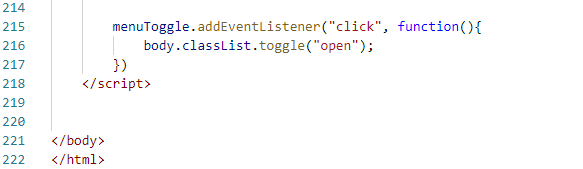 214
215 menuToggle.addEventListener("click", function(){
216 body.classList.toggle("open");
217 })
218 </script>
219
220
221 </body>
222 </html>